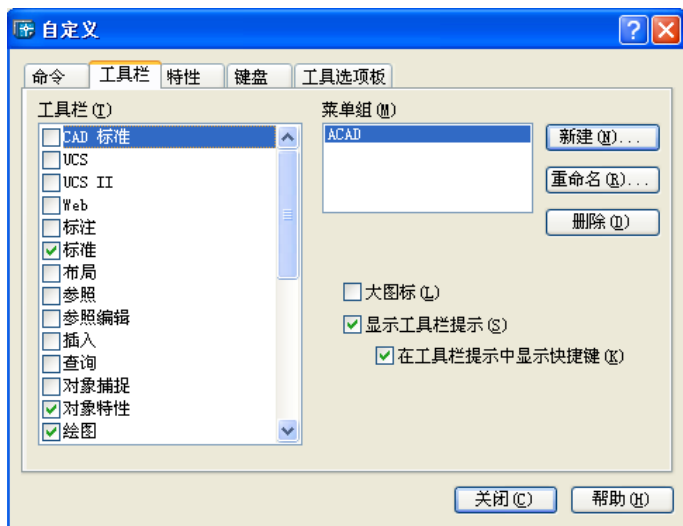 自定义
命令 工具栏 特性 键盘 工具选项板
工具栏(T)
CAD 标准
UCS
UCS II
Web
标注
标准
布局
参照
参照编辑
插入
查询
对象捕捉
对象特性
绘图
菜单组(M)
ACAD
新建(N)...
重命名(R)...
删除(D)
大图标(L)
显示工具栏提示(S)
在工具栏提示中显示快捷键(K)
关闭(C) 帮助(H)